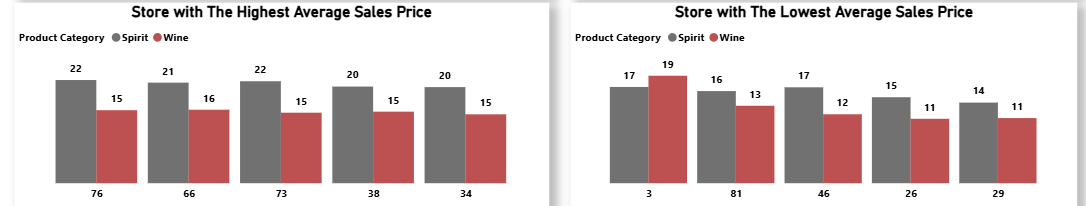 Store with The Highest Average Sales Price
Product Category Spirit Wine
22 15 21 16 22 15 20 15 20 15
76 66 73 38 34
Store with The Lowest Average Sales Price
Product Category Spirit Wine
17 19 16 13 17 12 15 11 14 11
3 81 46 26 29